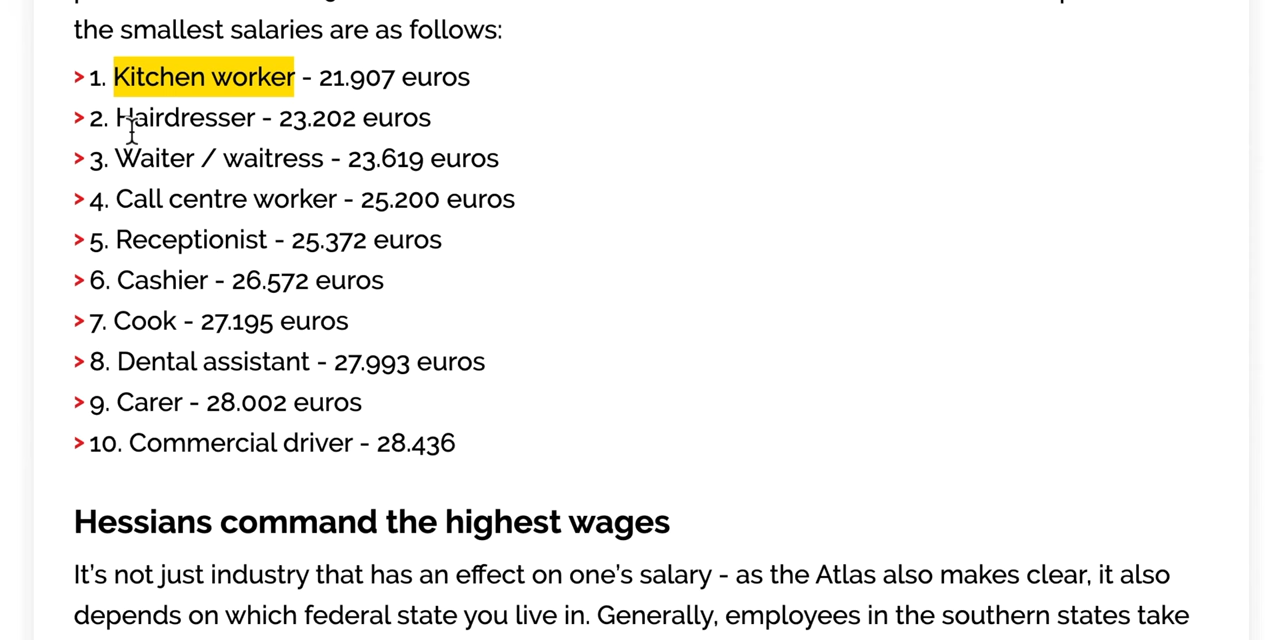 the smallest salaries are as follows:
> 1. Kitchen worker - 21.907 euros
> 2. Hairdresser - 23.202 euros
> 3. Waiter / waitress - 23.619 euros
> 4. Call centre worker - 25.200 euros
> 5. Receptionist - 25.372 euros
> 6. Cashier - 26.572 euros
> 7. Cook - 27.195 euros
> 8. Dental assistant - 27.993 euros
> 9. Carer - 28.002 euros
> 10. Commercial driver - 28.436
Hessians command the highest wages
It’s not just industry that has an effect on one’s salary - as the Atlas also makes clear, it also
depends on which federal state you live in. Generally, employees in the southern states take